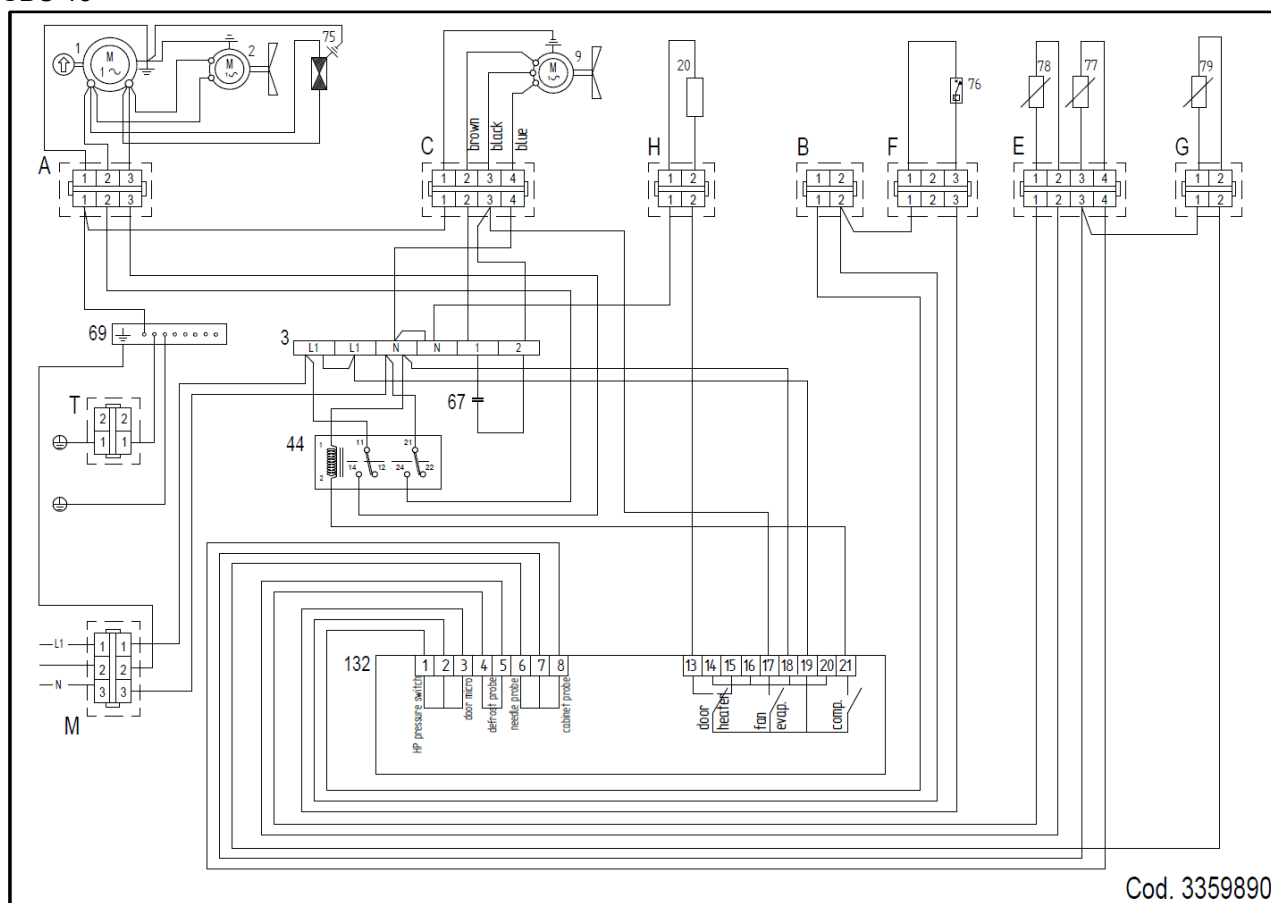 1
M
1~
2
M
1~
75
9
M
1~
20
76
78
77
79
brown
black
blue
A
C
H
B
F
E
G
1 2 3
1 2 3
1 2 3 4
1 2 3 4
1 2
1 2
1 2
1 2
1 2 3
1 2 3
1 2 3 4
1 2 3 4
1 2
1 2
69
3
L1 L1 N N 1 2
67
T
2 2
1 1
44
1
2
11
14
12
21
24
22
L1
N
1 1
2 2
3 3
M
132
1 2 3 4 5 6 7 8
HP pressure switch
door micro
defrost probe
needle probe
cabinet probe
13 14 15 16 17 18 19 20 21
door
heater
fan
evap.
comp.
Cod. 3359890